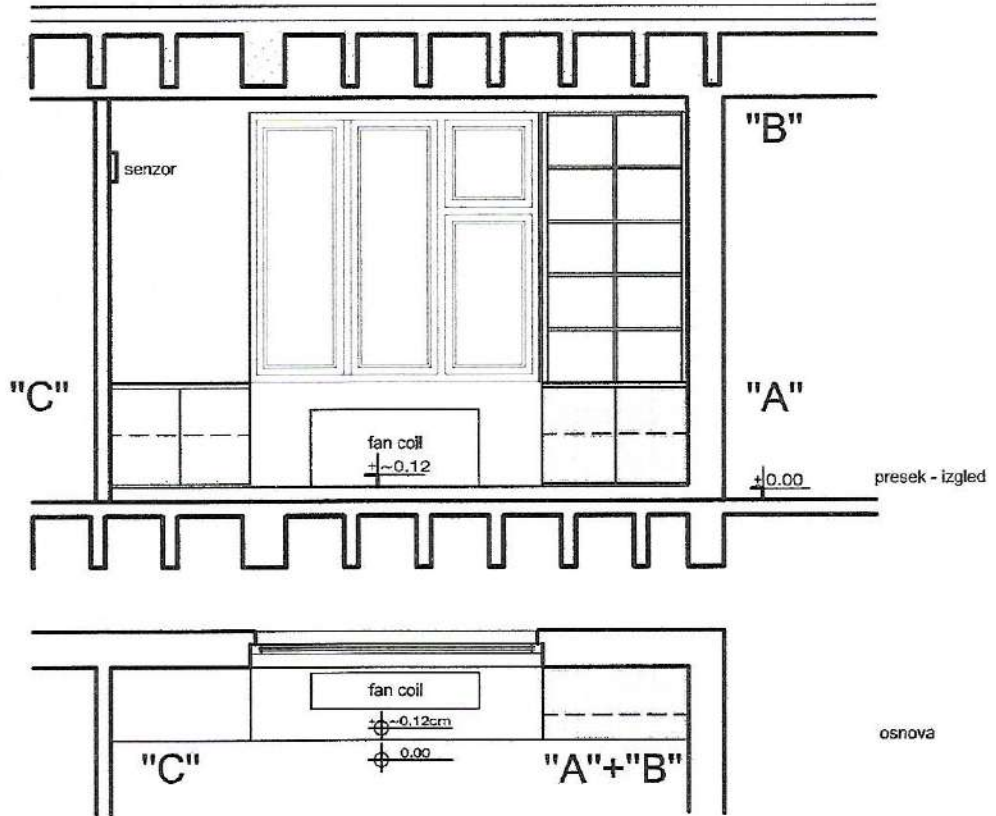 "B"
senzor
"C"
"A"
fan coil
+~0.12
±0.00
presek - izgled
fan coil
+~0.12cm
0.00
osnova
"C"
"A"+"B"